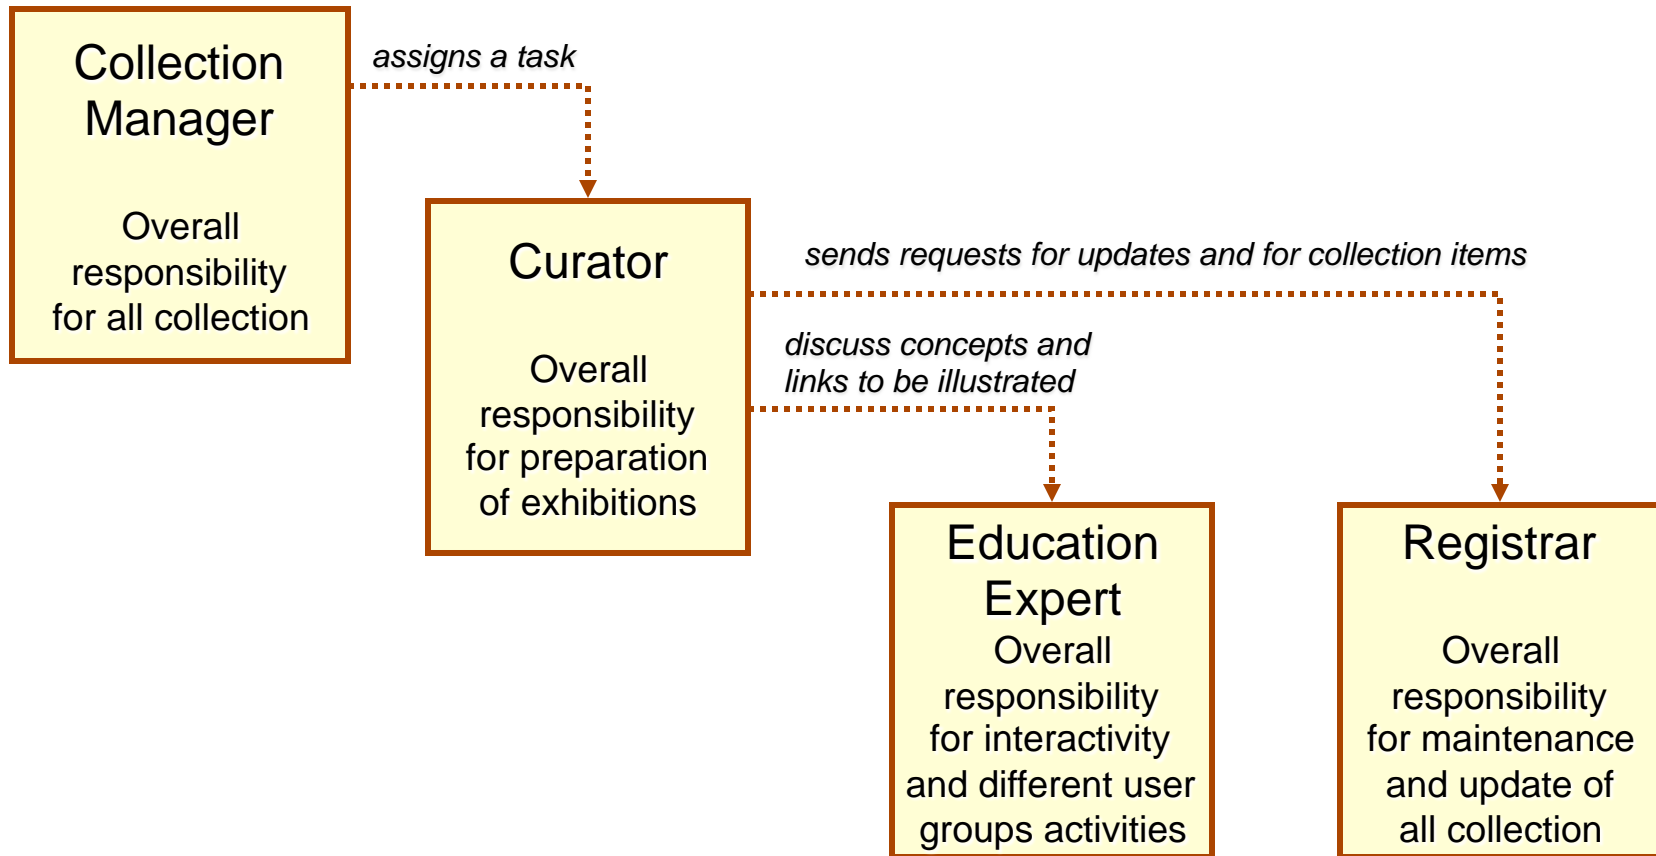 Collection
Manager
Overall
responsibility
for all collection
assigns a task
Curator
Overall
responsibility
for preparation
of exhibitions
sends requests for updates and for collection items
discuss concepts and
links to be illustrated
Education
Expert
Overall
responsibility
for interactivity
and different user
groups activities
Registrar
Overall
responsibility
for maintenance
and update of
all collection